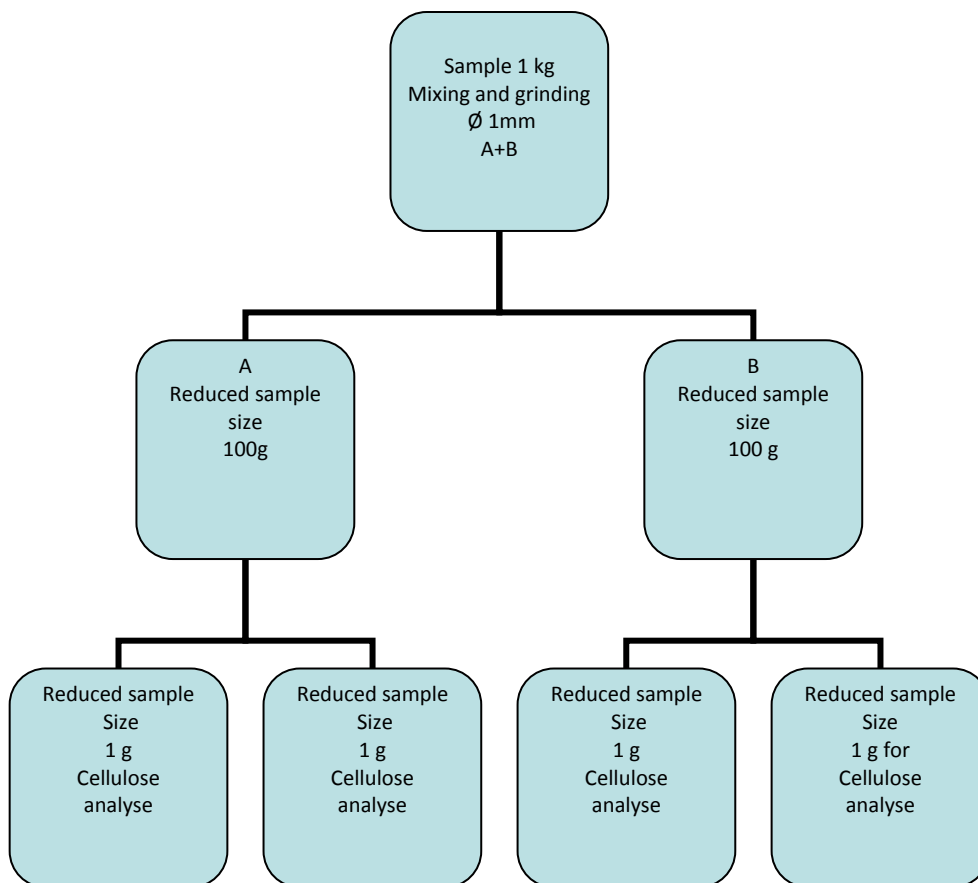 Sample 1 kg
Mixing and grinding
Ø 1mm
A+B
A
Reduced sample
size
100g
B
Reduced sample
size
100 g
Reduced sample
Size
1 g
Cellulose
analyse
Reduced sample
Size
1 g
Cellulose
analyse
Reduced sample
Size
1 g
Cellulose
analyse
Reduced sample
Size
1 g for
Cellulose
analyse